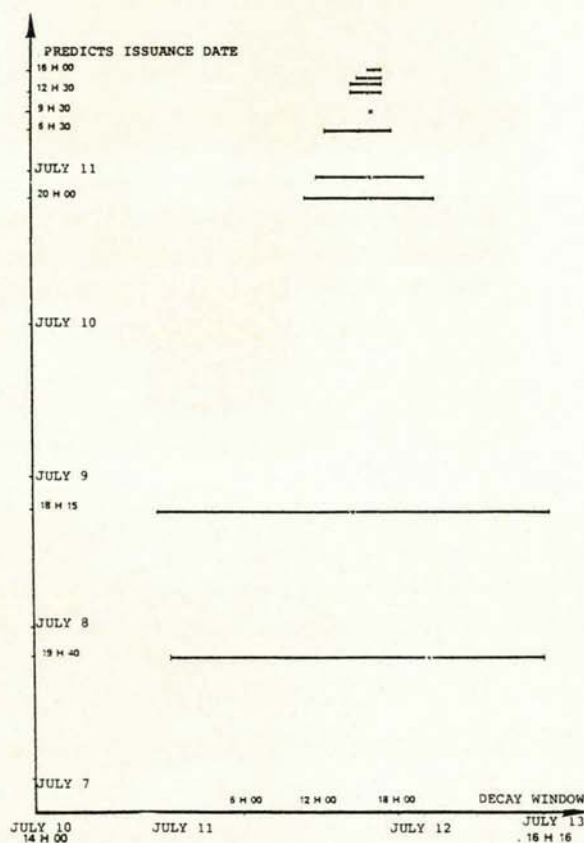 PREDICTS ISSUANCE DATE
16 H 00
12 H 30
9 H 30
6 H 30
JULY 11
20 H 00
JULY 10
JULY 9
18 H 15
JULY 8
19 H 40
JULY 7
6 H 00 12 H 00 18 H 00 DECAY WINDOW
JULY 10 JULY 11 JULY 12 JULY 13
14 H 00 16 H 16